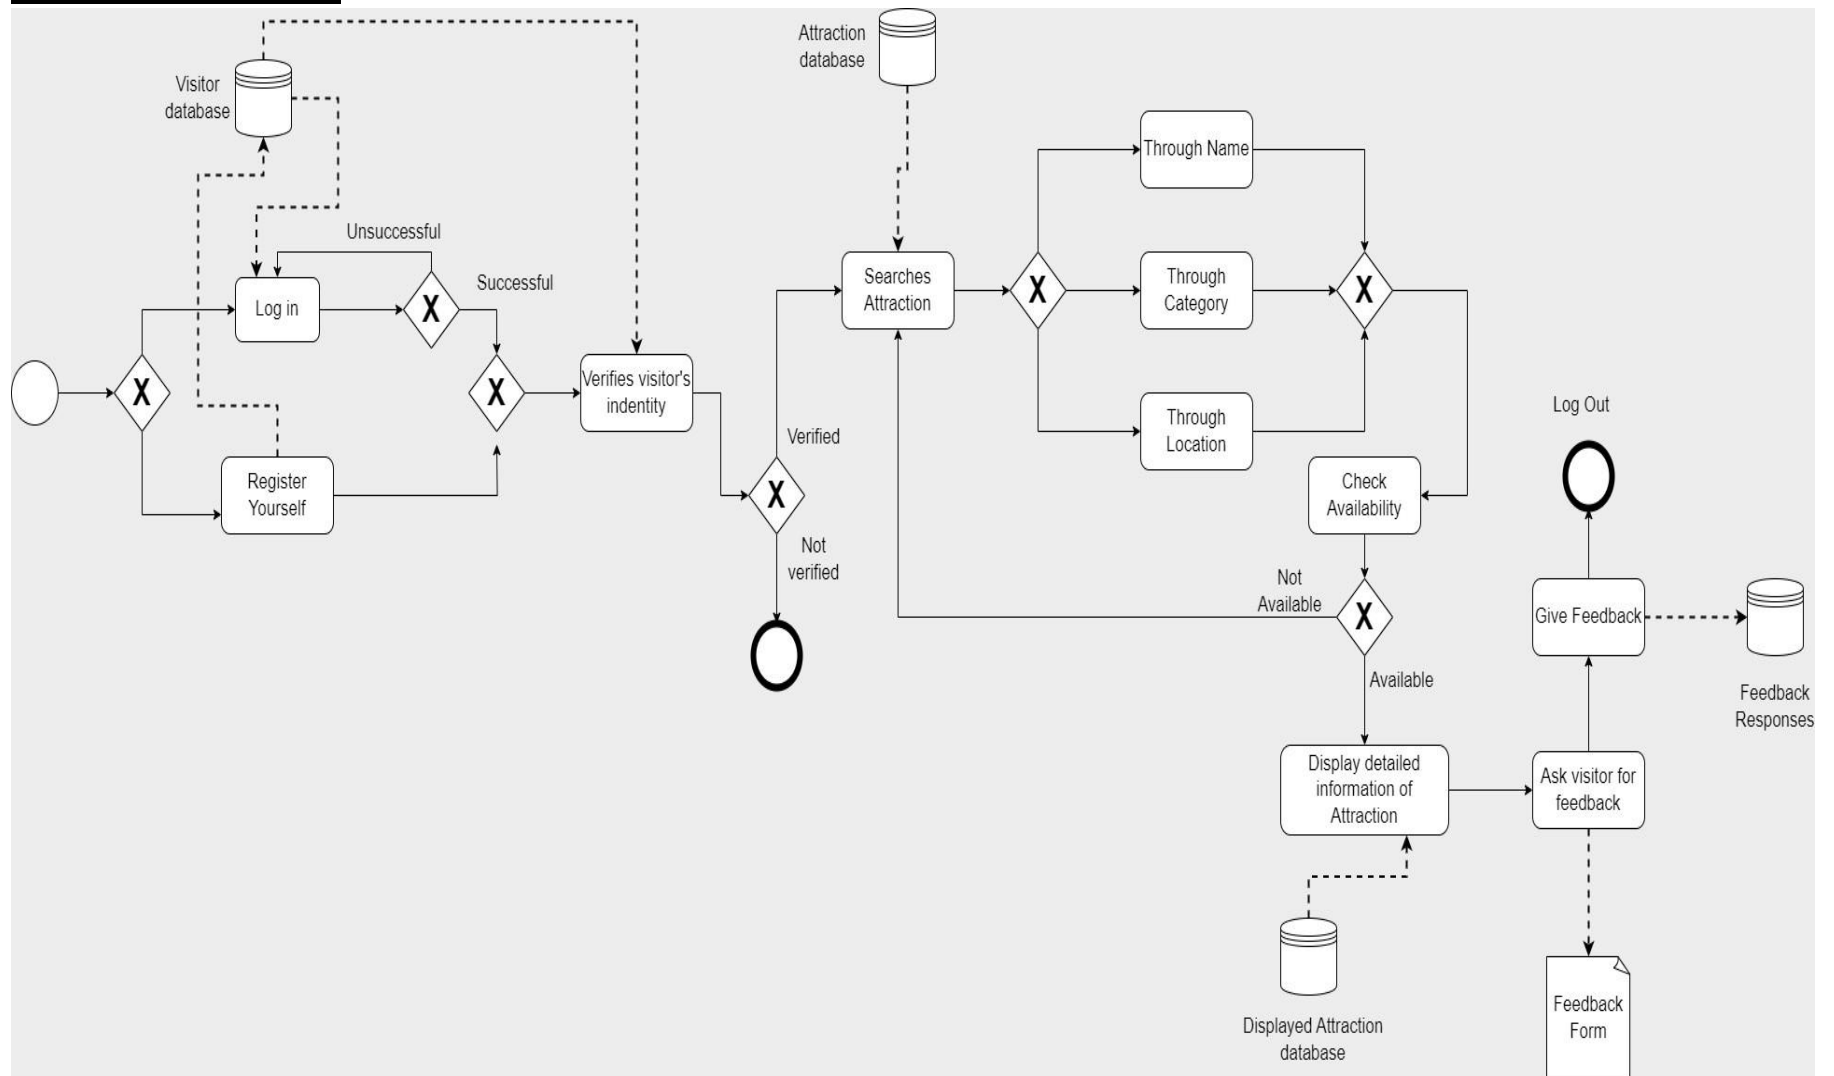 Visitor
database
Unsuccessful
Successful
Log in
X
X
X
Register
Yourself
Verifies visitor's
indentity
Verified
X
Not
verified
Attraction
database
Searches
Attraction
X
Through Name
Through
Category
Through
Location
X
Check
Availability
Not
Available
X
Available
Display detailed
information of
Attraction
Displayed Attraction
database
Log Out
Give Feedback
Feedback
Responses
Ask visitor for
feedback
Feedback
Form